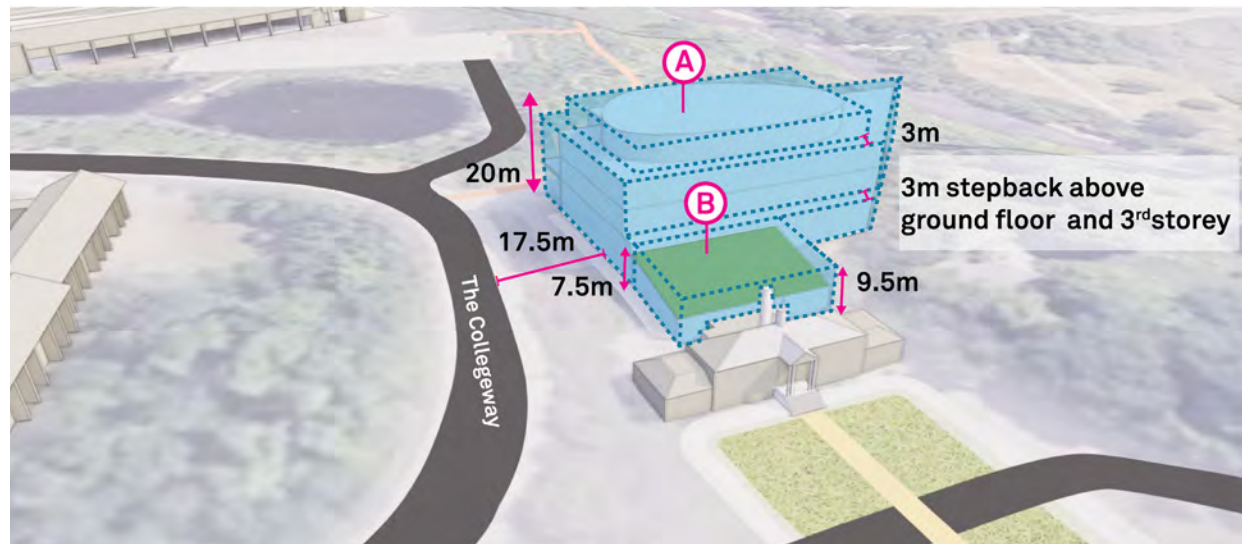 A
3m
20m
3m stepback above
ground floor and 3rd storey
B
17.5m
7.5m
9.5m
The Collegeway